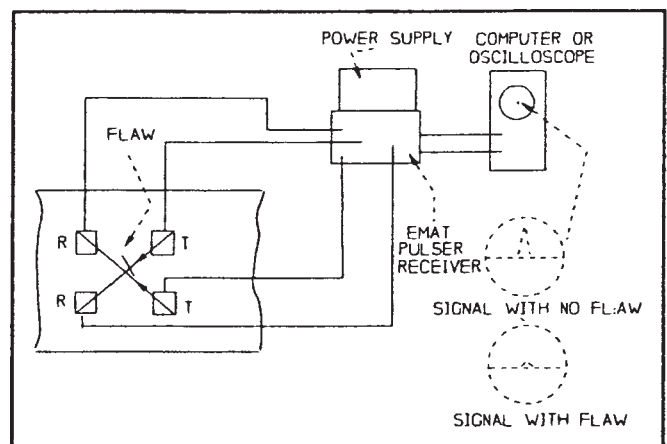 POWER SUPPLY
COMPUTER OR
OSCILLOSCOPE
FLAW
R
T
R
T
EMAT
PULSER
RECEIVER
SIGNAL WITH NO FL:AW
SIGNAL WITH FLAW